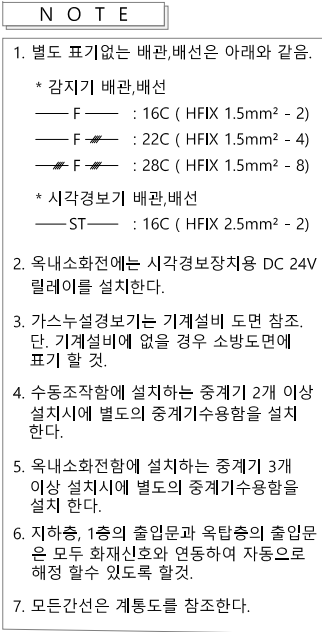 N O T E
1. 별도 표기없는 배관,배선은 아래와 같음.
* 감지기 배관,배선
F : 16C ( HFIX 1.5mm² - 2)
F : 22C ( HFIX 1.5mm² - 4)
F : 28C ( HFIX 1.5mm² - 8)
* 시각경보기 배관,배선
ST : 16C ( HFIX 2.5mm² - 2)
2. 옥내소화전에는 시각경보장치용 DC 24V
릴레이를 설치한다.
3. 가스누설경보기는 기계설비 도면 참조.
단. 기계설비에 없을 경우 소방도면에
표기 할 것.
4. 수동조작함에 설치하는 중계기 2개 이상
설치시에 별도의 중계기수용함을 설치
한다.
5. 옥내소화전함에 설치하는 중계기 3개
이상 설치시에 별도의 중계기수용함을
설치 한다.
6. 지하층, 1층의 출입문과 옥탑층의 출입문
은 모두 화재신호와 연동하여 자동으로
해정 할수 있도록 할것.
7. 모든간선은 계통도를 참조한다.